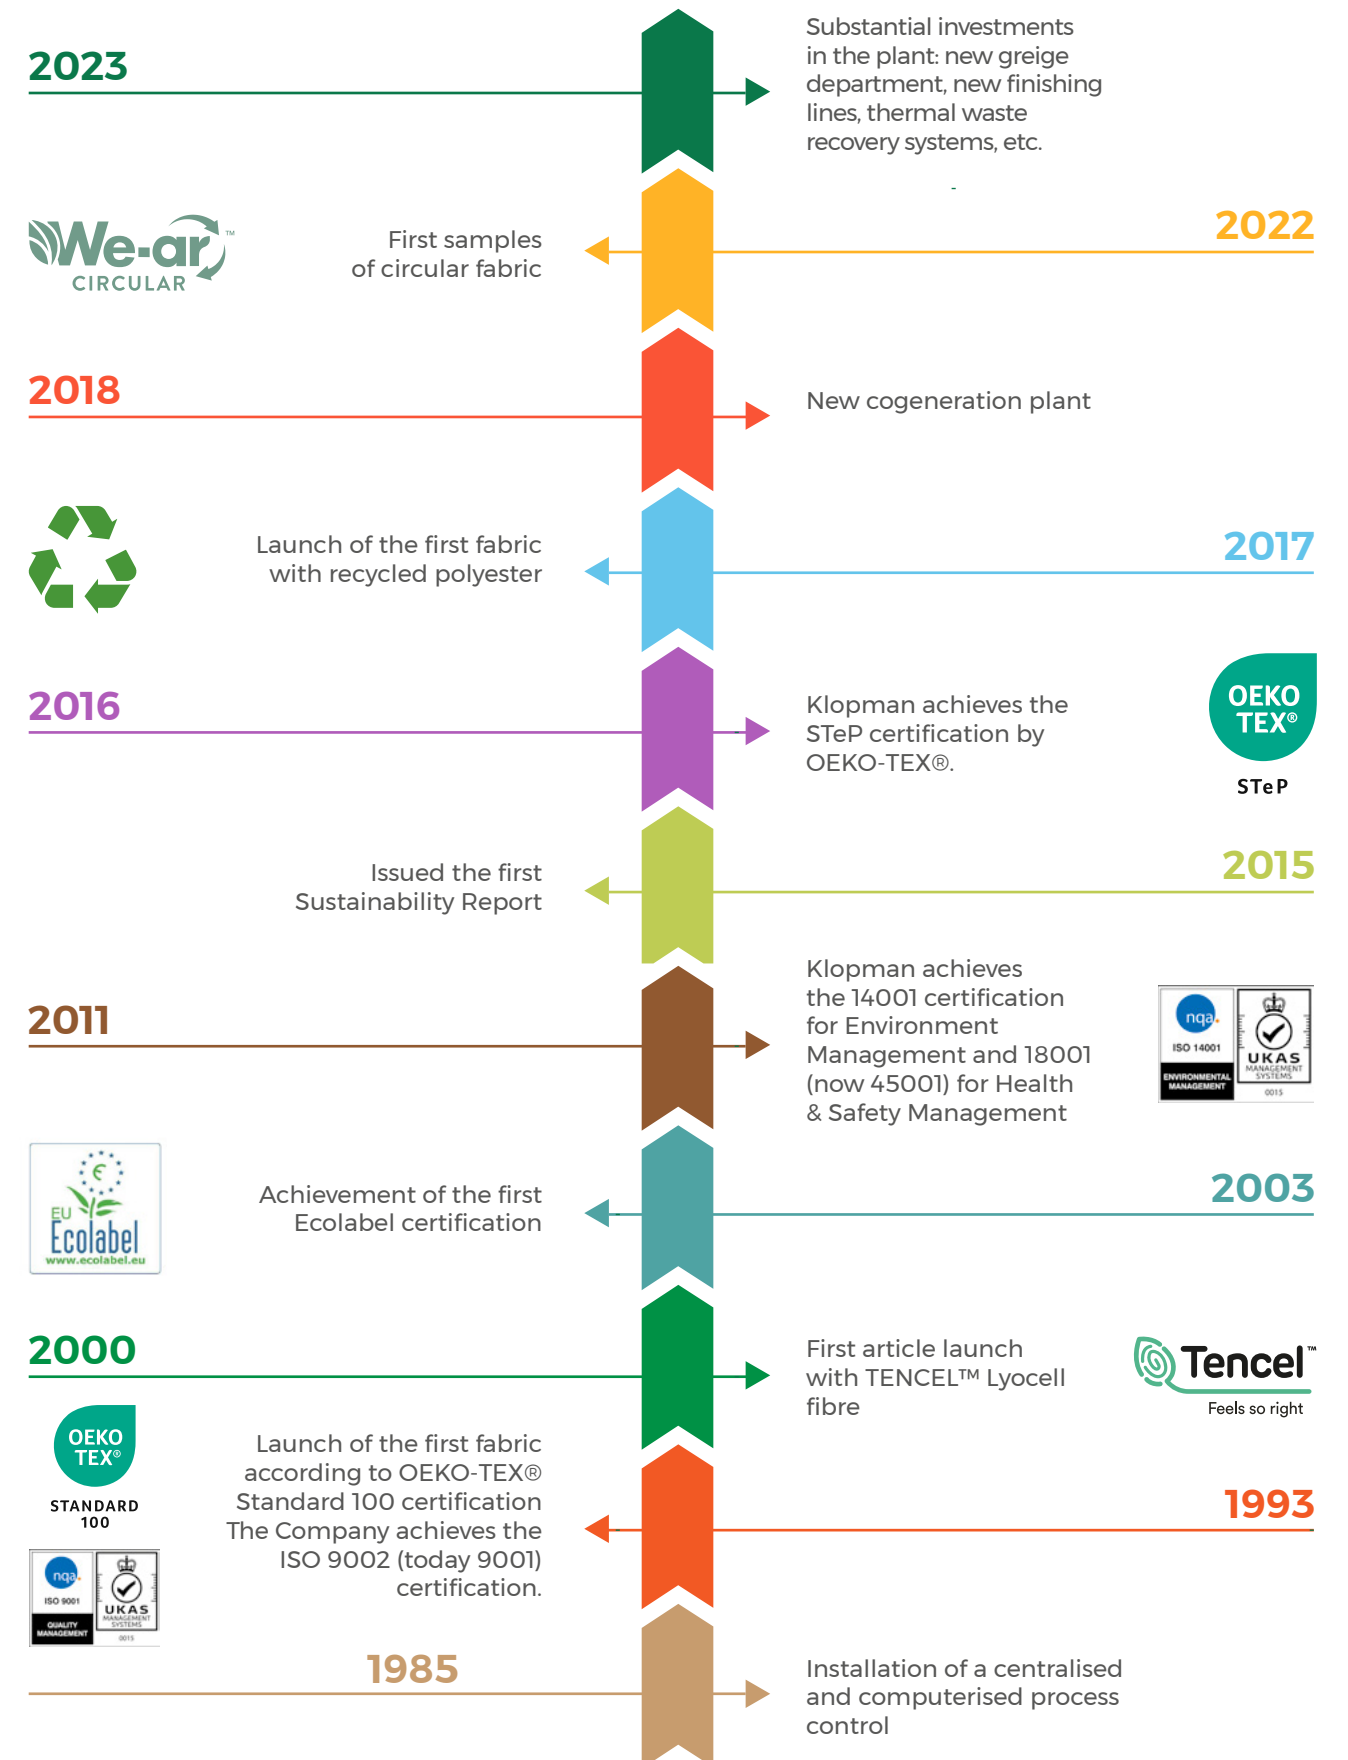 2023
Substantial investments
in the plant: new greige
department, new finishing
lines, thermal waste
recovery systems, etc.
2022
We-ar™
CIRCULAR
First samples
of circular fabric
2018
New cogeneration plant
2017
Launch of the first fabric
with recycled polyester
2016
Klopman achieves the
STeP certification by
OEKO-TEX®.
OEKO
TEX®
STeP
2015
Issued the first
Sustainability Report
2011
Klopman achieves
the 14001 certification
for Environment
Management and 18001
(now 45001) for Health
& Safety Management
nqa.
ISO 14001
ENVIRONMENTAL
MANAGEMENT
UKAS
MANAGEMENT
SYSTEMS
0015
2003
EU
Ecolabel
www.ecolabel.eu
Achievement of the first
Ecolabel certification
2000
First article launch
with TENCEL™ Lyocell
fibre
Tencel™
Feels so right
1993
OEKO
TEX®
STANDARD
100
Launch of the first fabric
according to OEKO-TEX®
Standard 100 certification
The Company achieves the
ISO 9002 (today 9001)
certification.
nqa.
ISO 9001
QUALITY
MANAGEMENT
UKAS
MANAGEMENT
SYSTEMS
0015
1985
Installation of a centralised
and computerised process
control